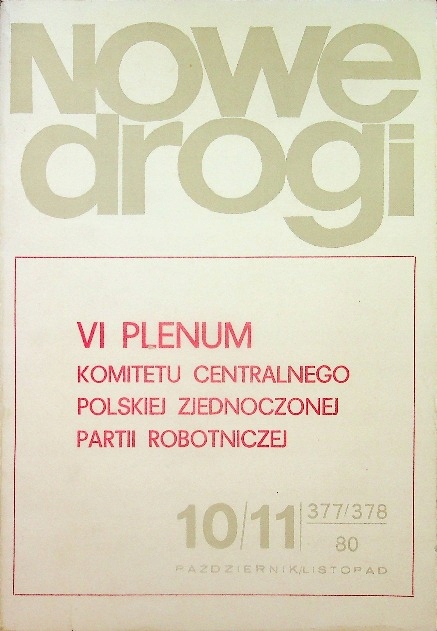 Nowe
drogi
VI PLENUM
KOMITETU CENTRALNEGO
POLSKIEJ ZJEDNOCZONEJ
PARTII ROBOTNICZEJ
10/11 377/378
80
PAŹDZIERNIK/LISTOPAD